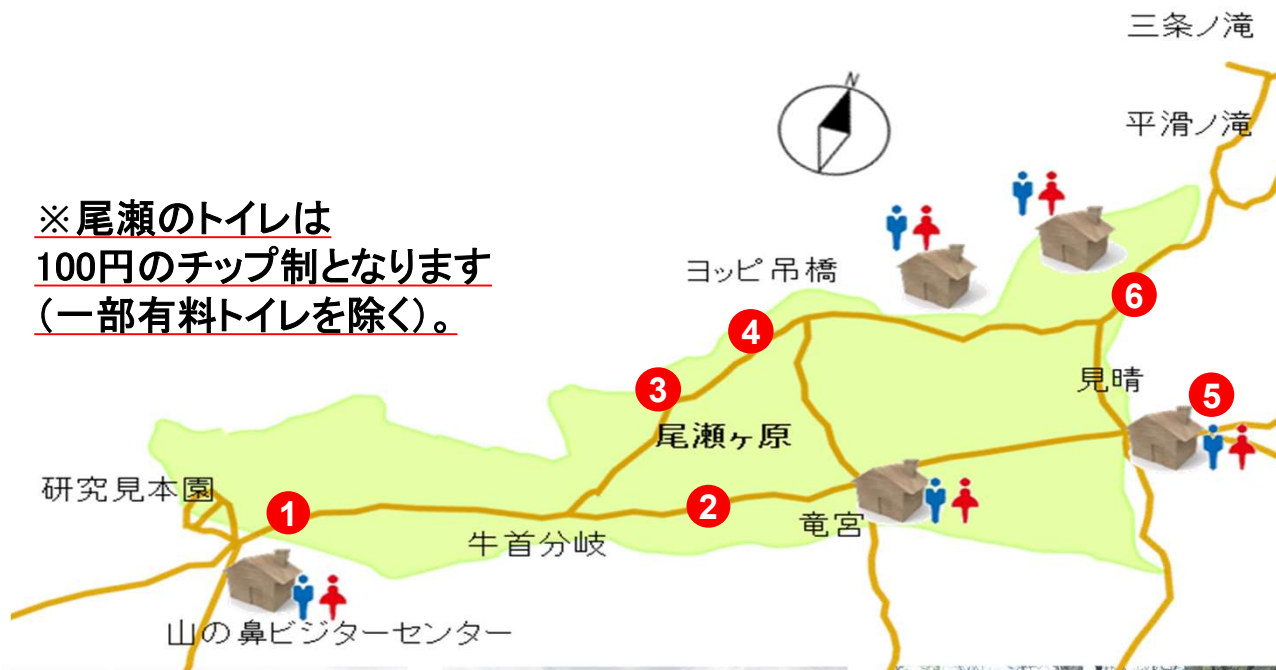 三条ノ滝
N
平滑ノ滝
※尾瀬のトイレは
100円のチップ制となります
(一部有料トイレを除く)。
ヨッピ吊橋
6
4
見晴
3
5
尾瀬ヶ原
研究見本園
1
2
竜宮
牛首分岐
山の鼻ビジターセンター